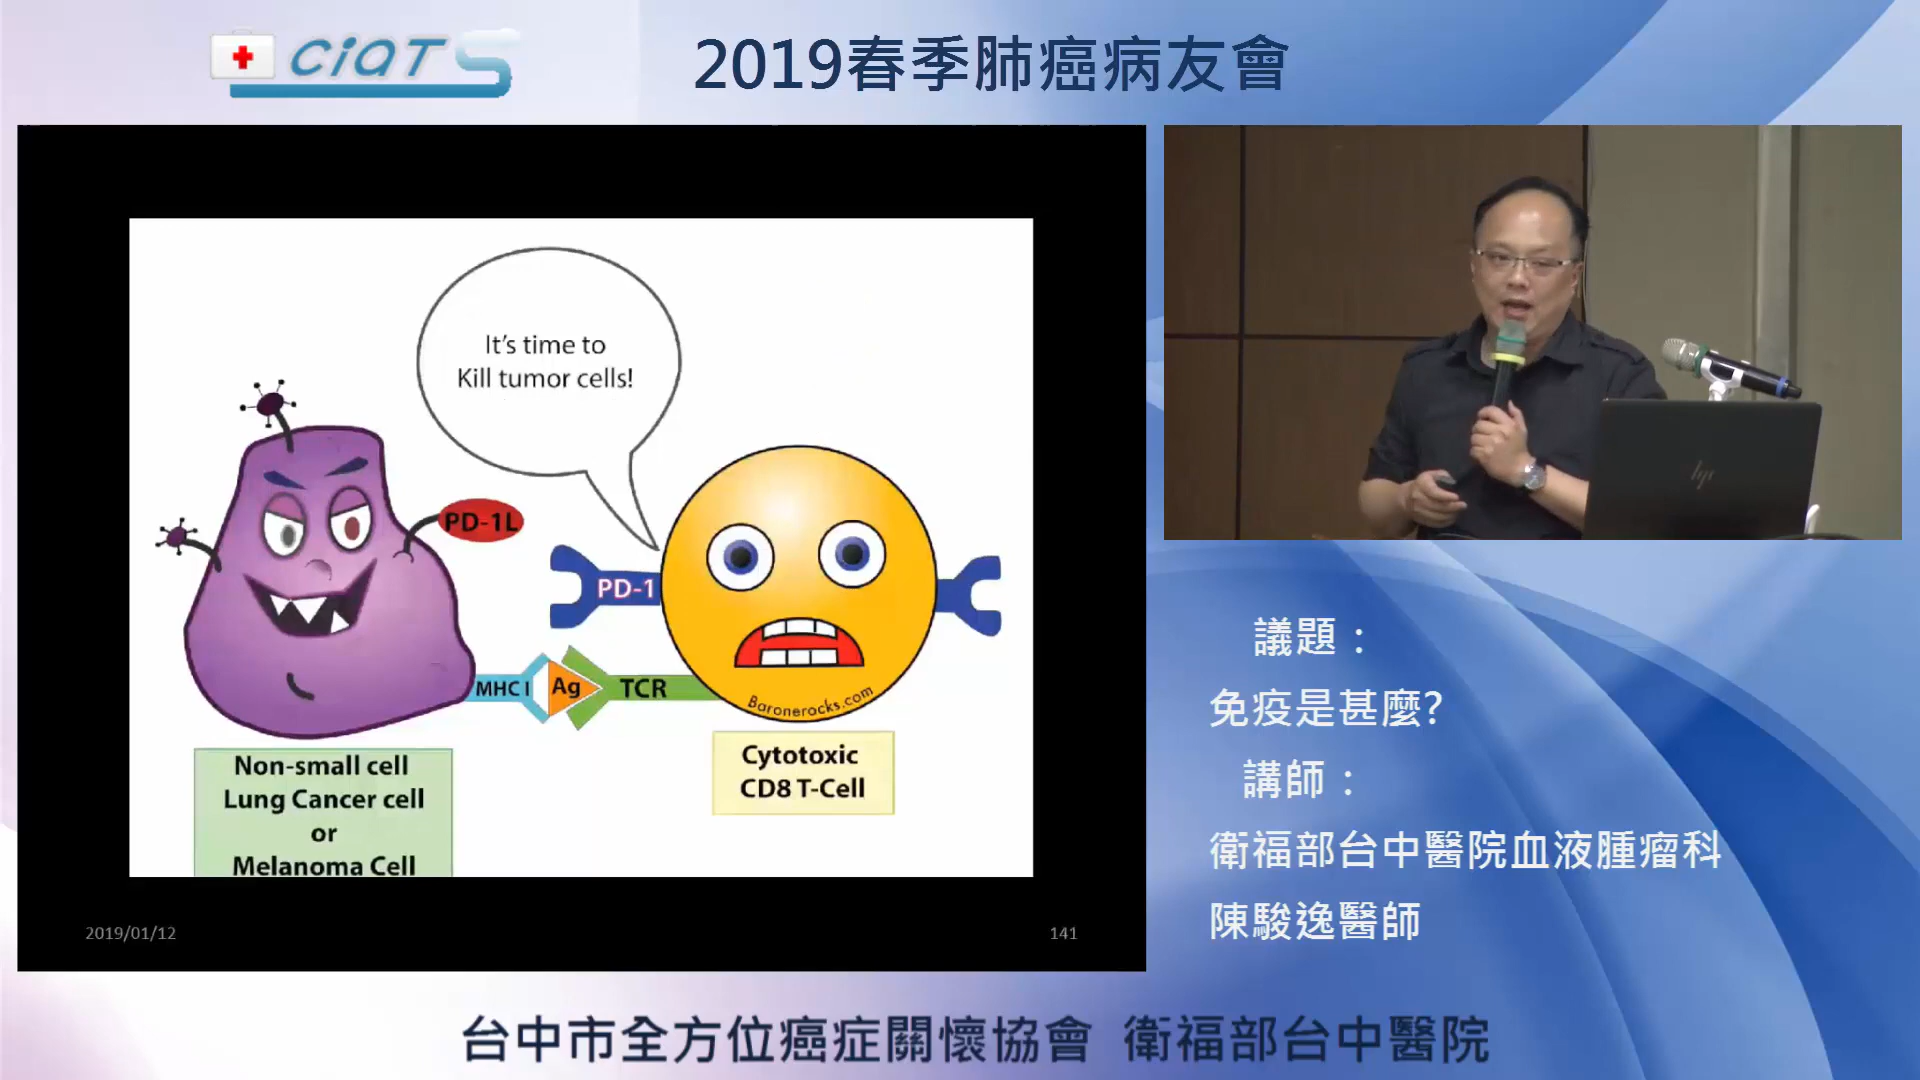 CiATS
2019春季肺癌病友會
It's time to
Kill tumor cells!
PD-1L
PD-1
MHC I
Ag
TCR
Baronerocks.com
Non-small cell
Lung Cancer cell
or
Melanoma Cell
Cytotoxic
CD8 T-Cell
2019/01/12
141
hp
議題：
免疫是甚麼?
講師：
衛福部台中醫院血液腫瘤科
陳駿逸醫師
台中市全方位癌症關懷協會 衛福部台中醫院